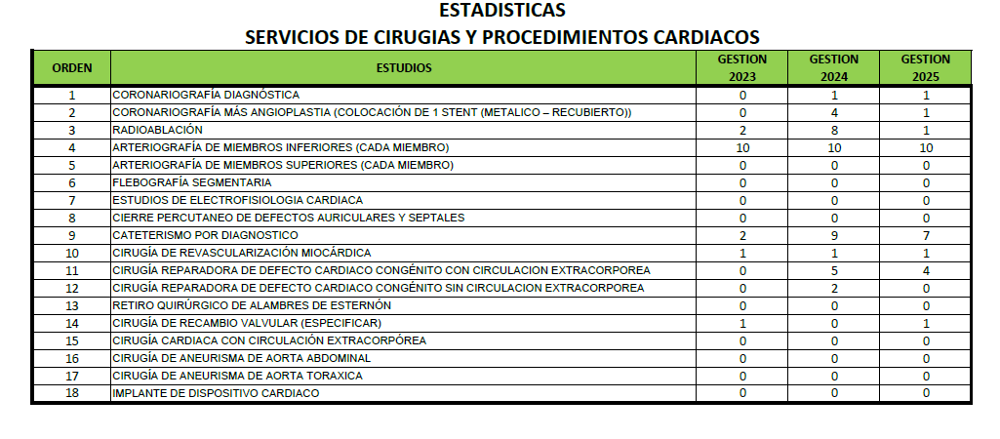 ESTADISTICAS
SERVICIOS DE CIRUGIAS Y PROCEDIMIENTOS CARDIACOS
ORDEN ESTUDIOS GESTION 2023 GESTION 2024 GESTION 2025
1 CORONARIOGRAFÍA DIAGNÓSTICA 0 1 1
2 CORONARIOGRAFÍA MÁS ANGIOPLASTIA (COLOCACIÓN DE 1 STENT (METALICO – RECUBIERTO)) 0 4 1
3 RADIOABLACIÓN 2 8 1
4 ARTERIOGRAFÍA DE MIEMBROS INFERIORES (CADA MIEMBRO) 10 10 10
5 ARTERIOGRAFÍA DE MIEMBROS SUPERIORES (CADA MIEMBRO) 0 0 0
6 FLEBOGRAFÍA SEGMENTARIA 0 0 0
7 ESTUDIOS DE ELECTROFISIOLOGIA CARDIACA 0 0 0
8 CIERRE PERCUTANEO DE DEFECTOS AURICULARES Y SEPTALES 0 0 0
9 CATETERISMO POR DIAGNOSTICO 2 9 7
10 CIRUGÍA DE REVASCULARIZACIÓN MIOCÁRDICA 1 1 1
11 CIRUGÍA REPARADORA DE DEFECTO CARDIACO CONGÉNITO CON CIRCULACION EXTRACORPOREA 0 5 4
12 CIRUGÍA REPARADORA DE DEFECTO CARDIACO CONGÉNITO SIN CIRCULACION EXTRACORPOREA 0 2 0
13 RETIRO QUIRÚRGICO DE ALAMBRES DE ESTERNÓN 0 0 0
14 CIRUGÍA DE RECAMBIO VALVULAR (ESPECIFICAR) 1 0 1
15 CIRUGÍA CARDIACA CON CIRCULACIÓN EXTRACORPÓREA 0 0 0
16 CIRUGÍA DE ANEURISMA DE AORTA ABDOMINAL 0 0 0
17 CIRUGÍA DE ANEURISMA DE AORTA TORAXICA 0 0 0
18 IMPLANTE DE DISPOSITIVO CARDIACO 0 0 0